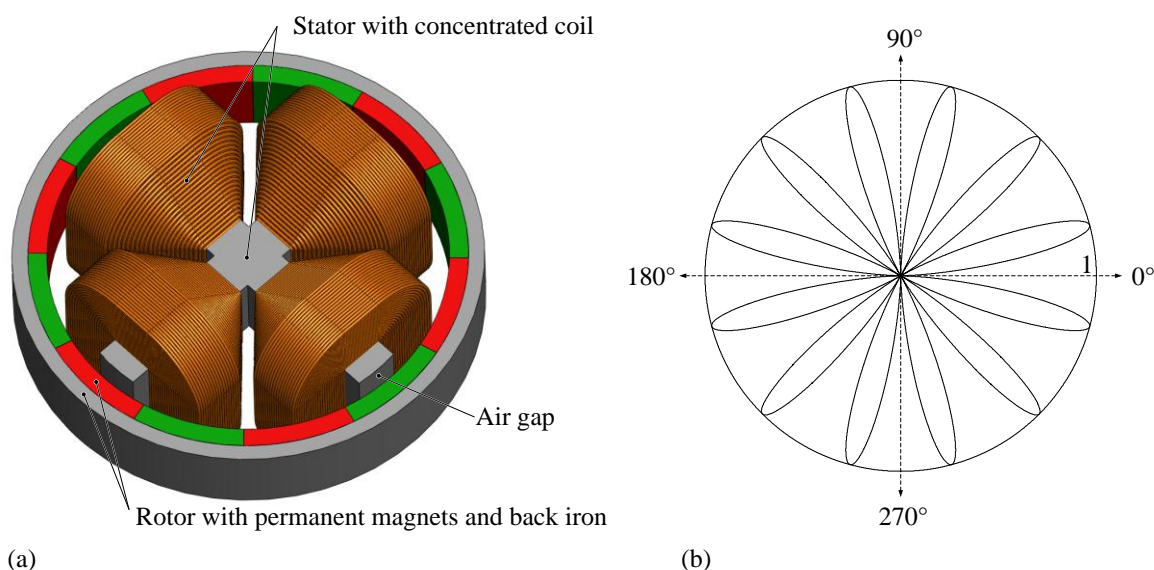 Stator with concentrated coil
Air gap
Rotor with permanent magnets and back iron
(a)
90°
180°
1
0°
270°
(b)